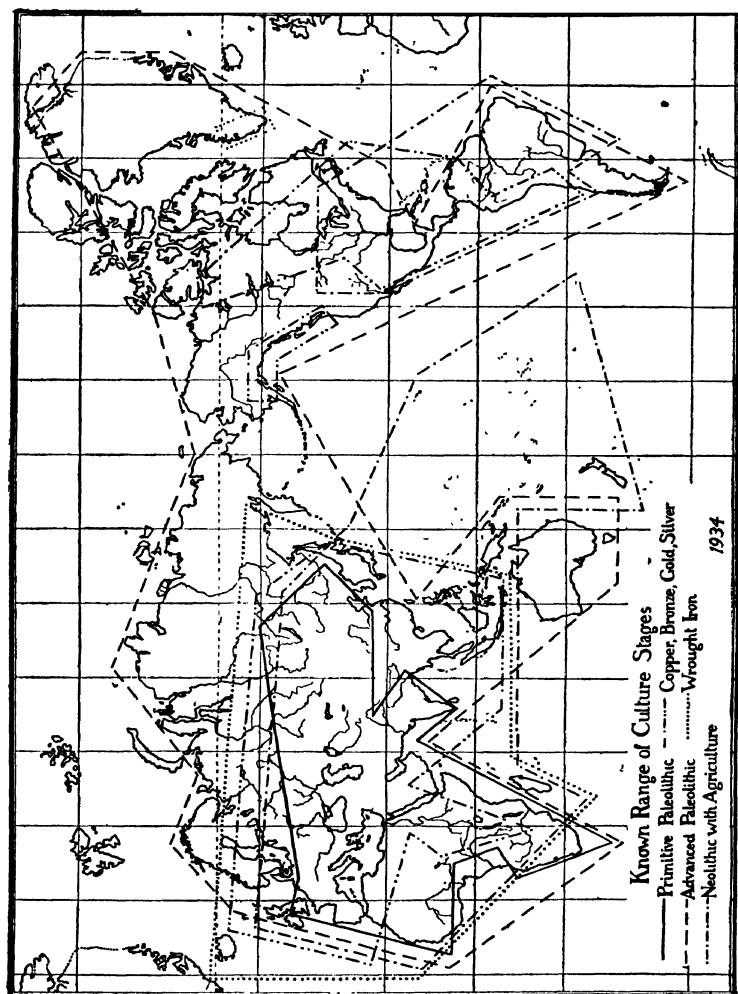 Known Range of Culture Stages
Primitive Paleolithic
Copper, Bronze, Gold, Silver
Advanced Paleolithic
Wrought Iron
Neolithic with Agriculture
1934